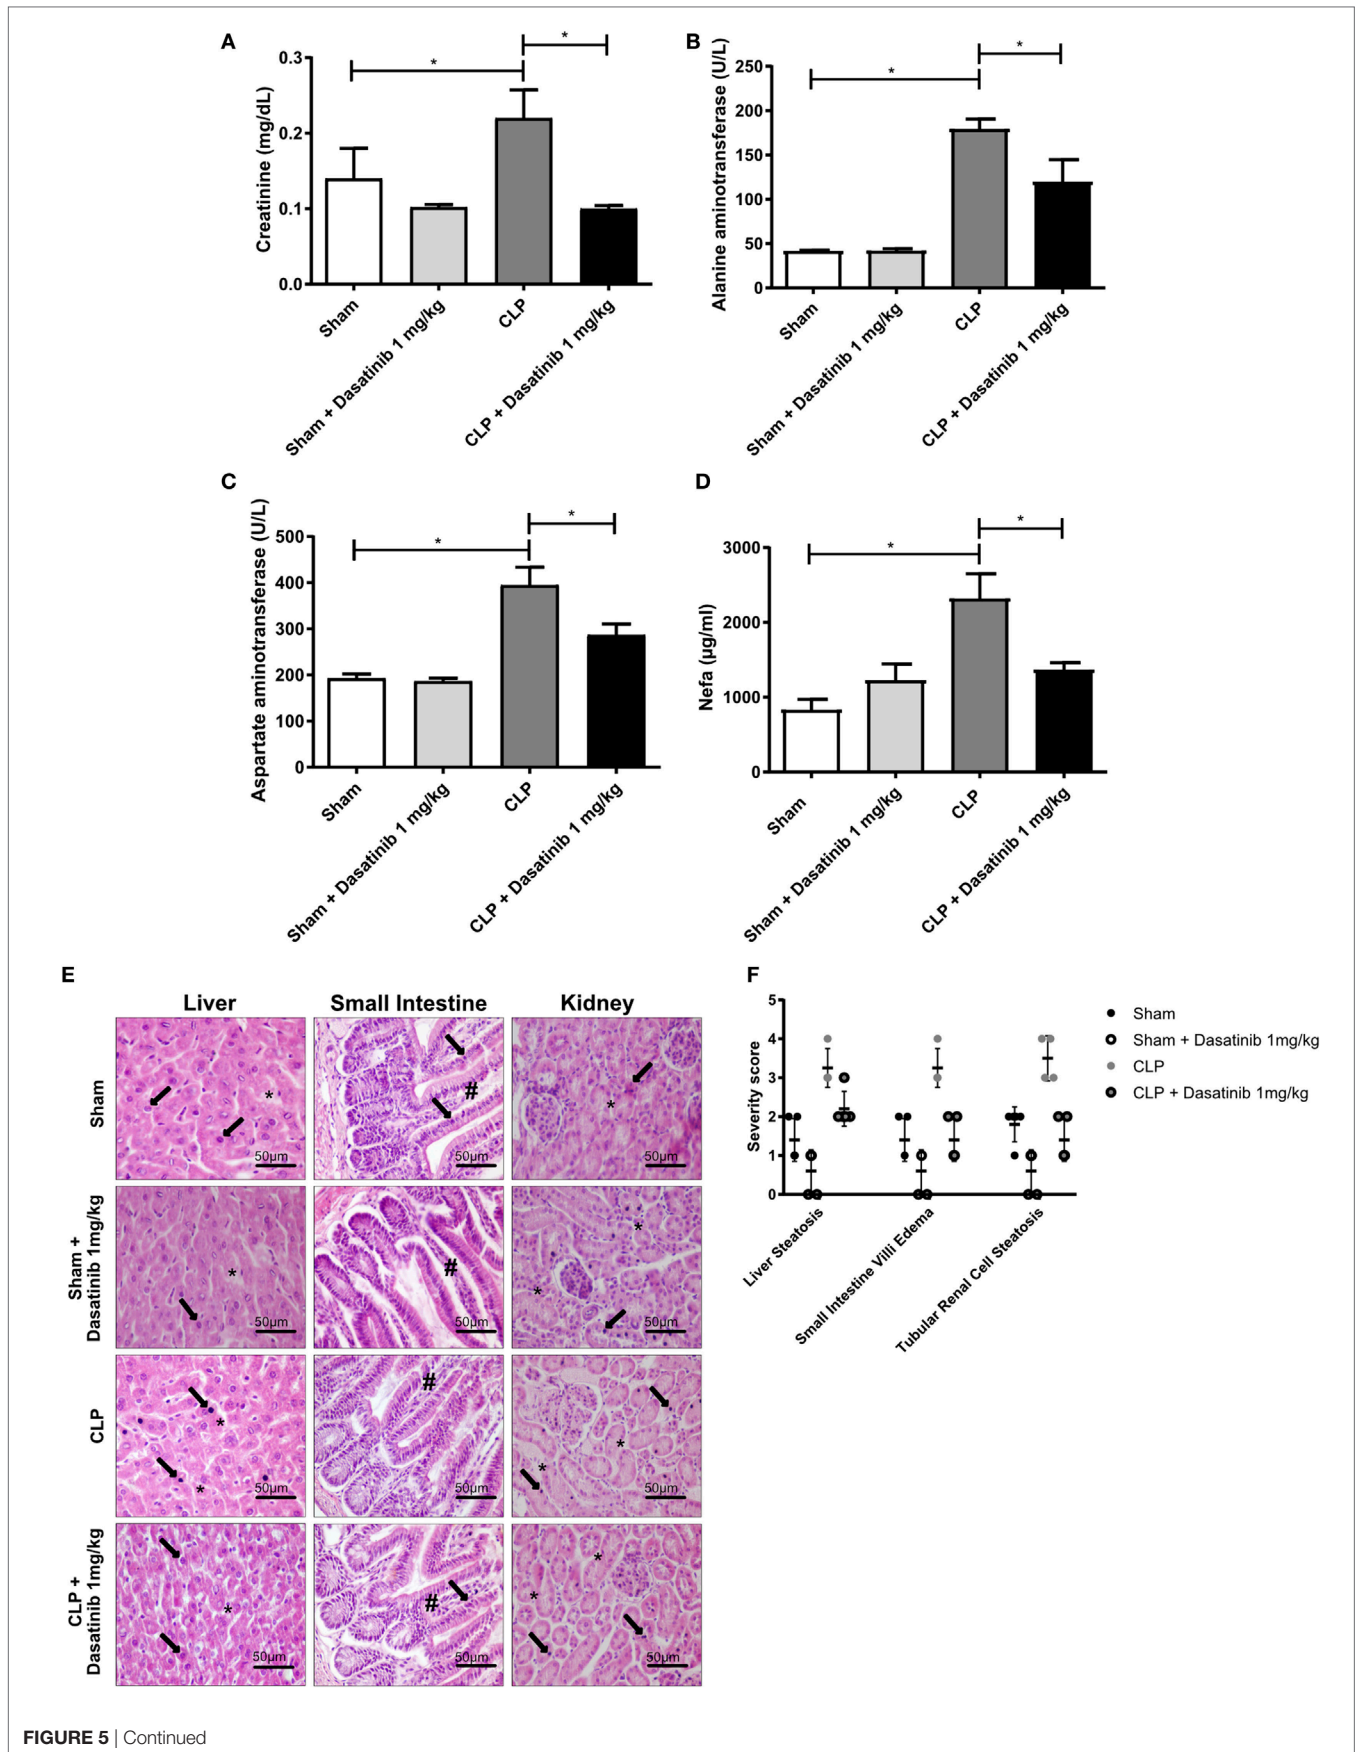 A
Creatinine (mg/dL)
0.3
0.2
0.1
0.0
*
*
Sham
Sham + Dasatinib 1 mg/kg
CLP
CLP + Dasatinib 1 mg/kg
B
Alanine aminotransferase (U/L)
250
200
150
100
50
0
*
*
Sham
Sham + Dasatinib 1 mg/kg
CLP
CLP + Dasatinib 1 mg/kg
C
Aspartate aminotransferase (U/L)
500
400
300
200
100
0
*
*
Sham
Sham + Dasatinib 1 mg/kg
CLP
CLP + Dasatinib 1 mg/kg
D
Nefa (µg/ml)
3000
2000
1000
0
*
*
Sham
Sham + Dasatinib 1 mg/kg
CLP
CLP + Dasatinib 1 mg/kg
E
Liver Small Intestine Kidney
Sham
*
50µm
#
50µm
*
50µm
Sham +
Dasatinib 1mg/kg
*
50µm
#
50µm
*
*
50µm
CLP
*
*
50µm
#
50µm
*
*
50µm
CLP +
Dasatinib 1mg/kg
*
50µm
#
50µm
*
*
50µm
F
Severity score
5
4
3
2
1
0
Liver Steatosis
Small Intestine Villi Edema
Tubular Renal Cell Steatosis
Sham
Sham + Dasatinib 1mg/kg
CLP
CLP + Dasatinib 1mg/kg
FIGURE 5 | Continued